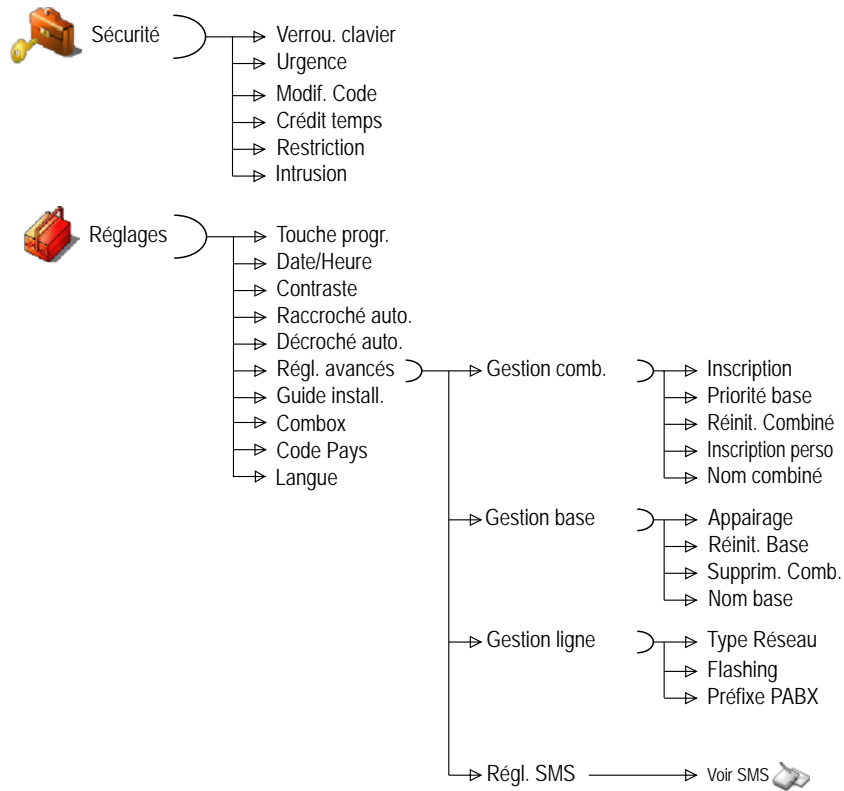 Sécurité
Verrou. clavier
Urgence
Modif. Code
Crédit temps
Restriction
Intrusion
Réglages
Touche progr.
Date/Heure
Contraste
Raccroché auto.
Décroché auto.
Régl. avancés
Guide install.
Combox
Code Pays
Langue
Gestion comb.
Inscription
Priorité base
Réinit. Combiné
Inscription perso
Nom combiné
Gestion base
Appairage
Réinit. Base
Supprim. Comb.
Nom base
Gestion ligne
Type Réseau
Flashing
Préfixe PABX
Régl. SMS
Voir SMS